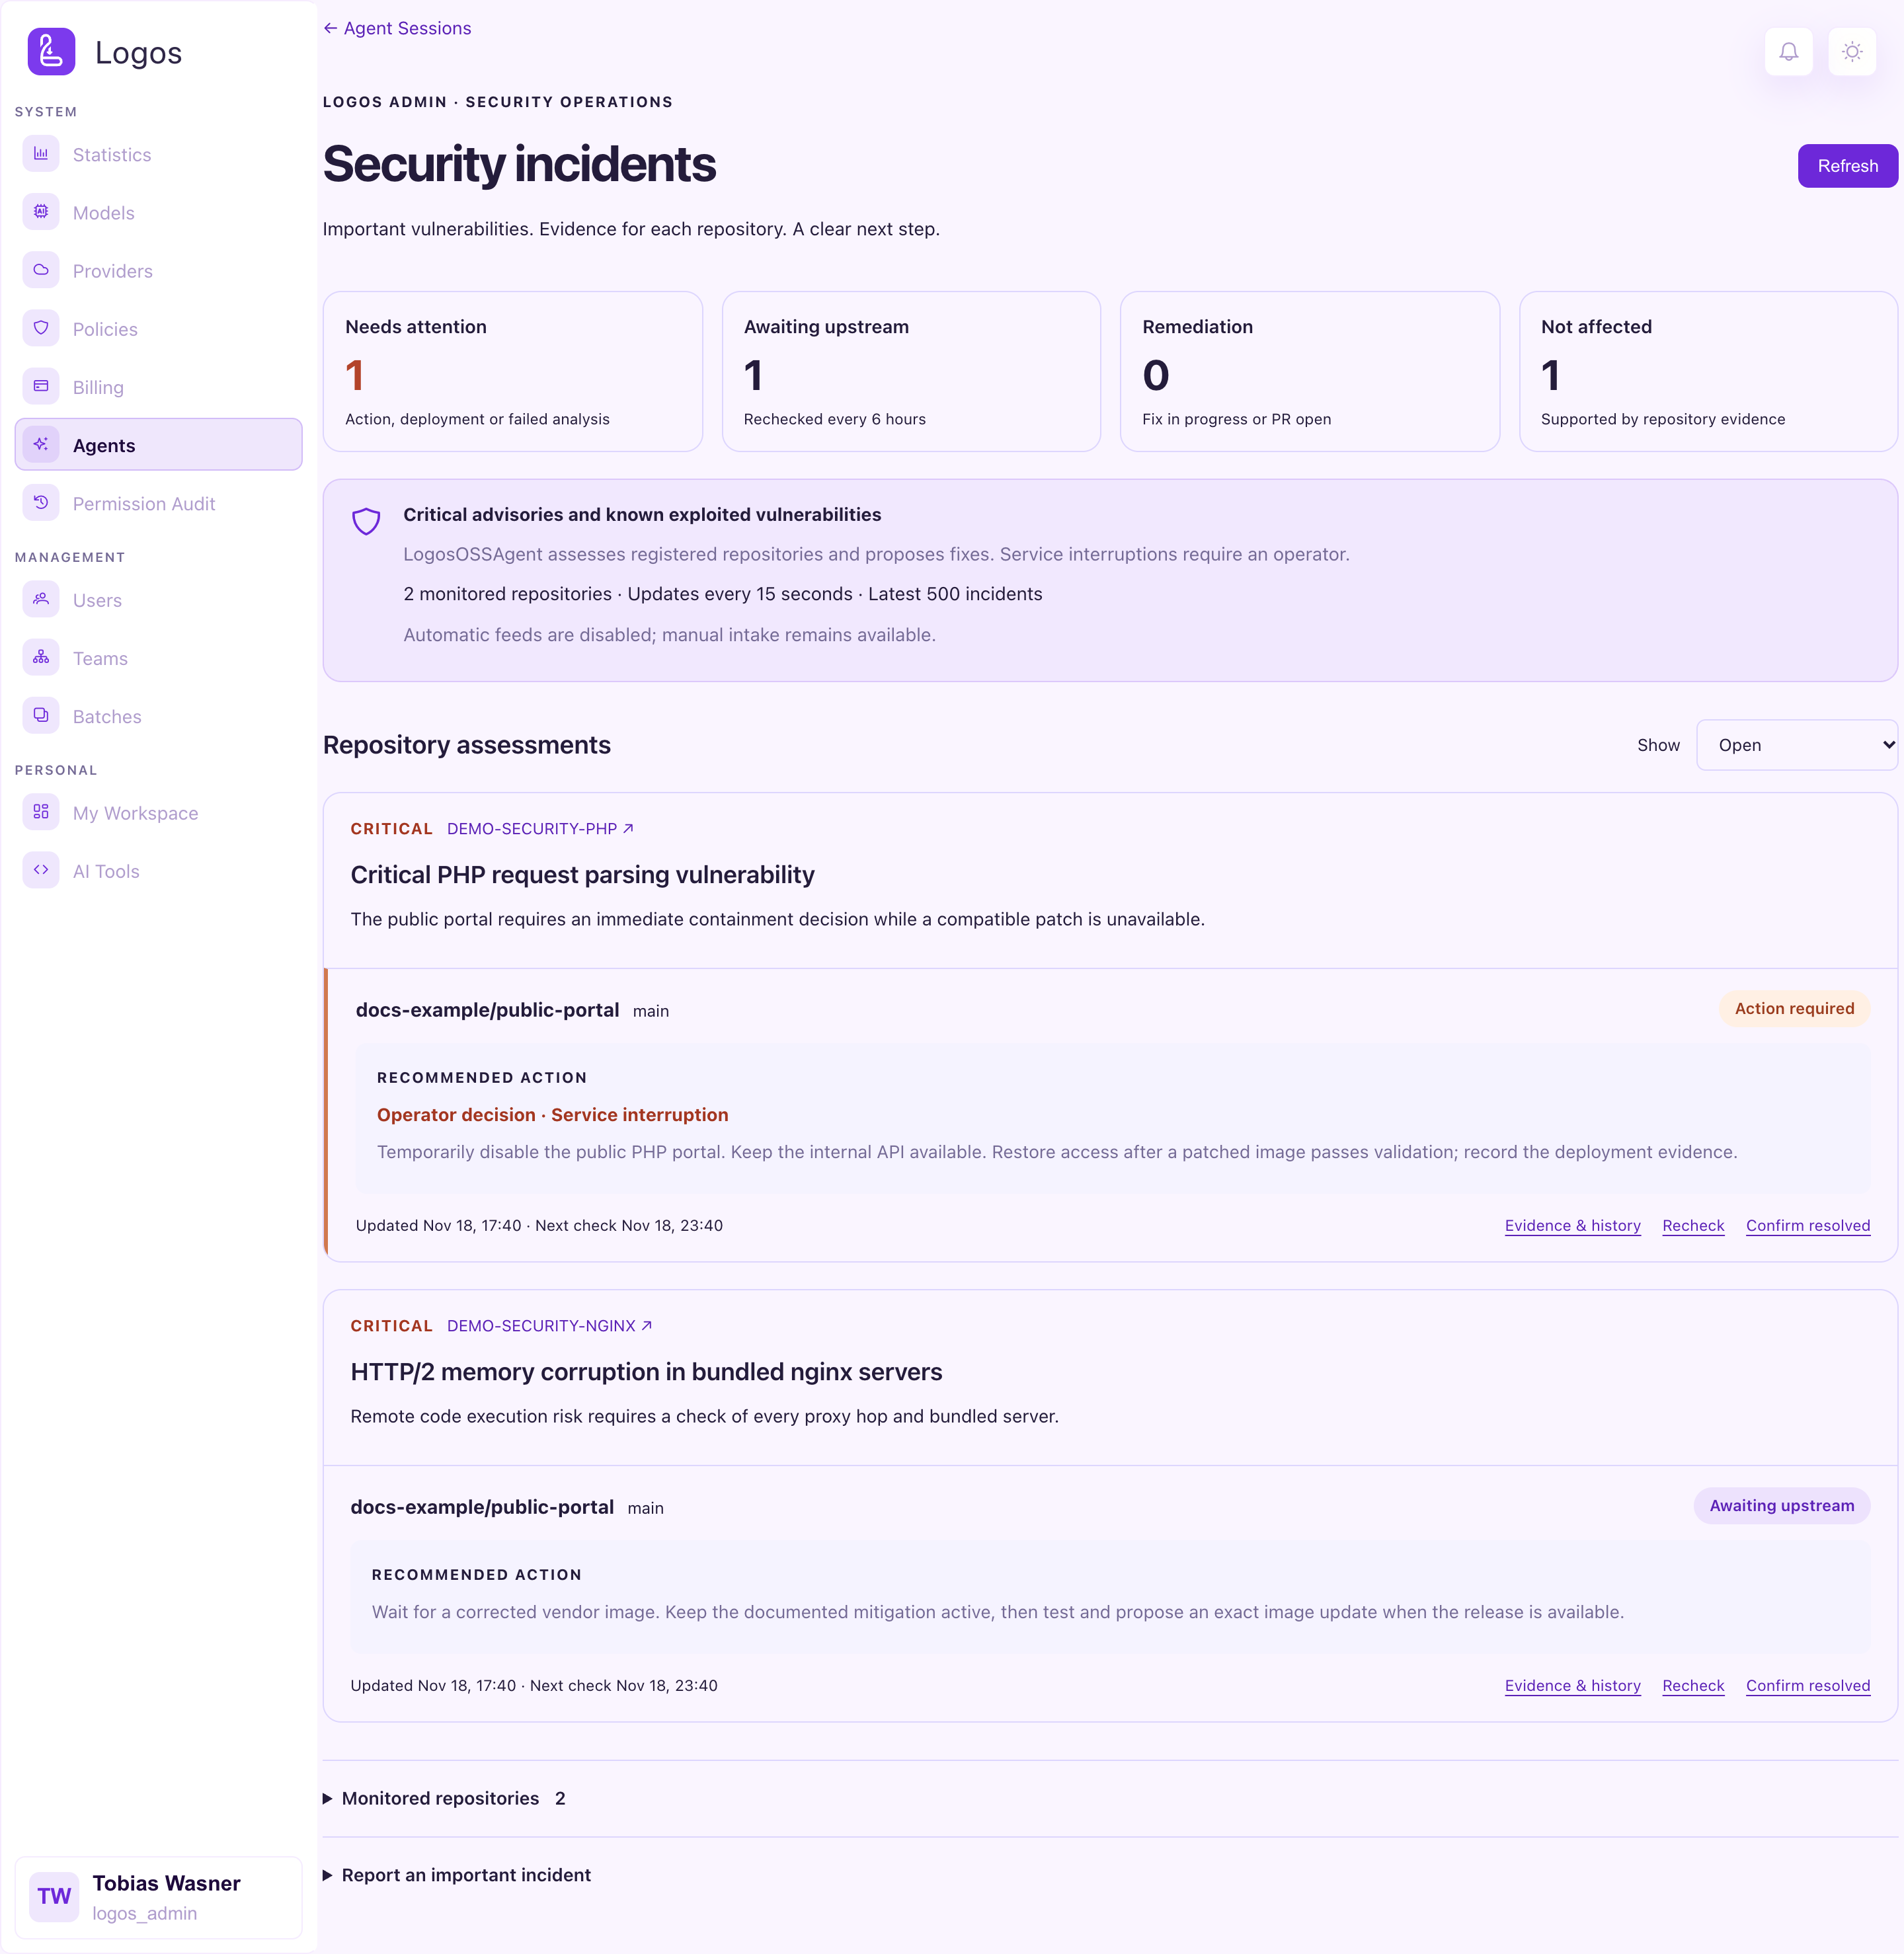 Logos
SYSTEM
Statistics
Models
Providers
Policies
Billing
Agents
Permission Audit
MANAGEMENT
Users
Teams
Batches
PERSONAL
My Workspace
AI Tools
TW
Tobias Wasner
logos_admin
← Agent Sessions
LOGOS ADMIN · SECURITY OPERATIONS
Security incidents
Refresh
Important vulnerabilities. Evidence for each repository. A clear next step.
Needs attention
1
Action, deployment or failed analysis
Awaiting upstream
1
Rechecked every 6 hours
Remediation
0
Fix in progress or PR open
Not affected
1
Supported by repository evidence
Critical advisories and known exploited vulnerabilities
LogosOSSAgent assesses registered repositories and proposes fixes. Service interruptions require an operator.
2 monitored repositories · Updates every 15 seconds · Latest 500 incidents
Automatic feeds are disabled; manual intake remains available.
Repository assessments
Show Open
CRITICAL DEMO-SECURITY-PHP ↗
Critical PHP request parsing vulnerability
The public portal requires an immediate containment decision while a compatible patch is unavailable.
docs-example/public-portal main
Action required
RECOMMENDED ACTION
Operator decision · Service interruption
Temporarily disable the public PHP portal. Keep the internal API available. Restore access after a patched image passes validation; record the deployment evidence.
Updated Nov 18, 17:40 · Next check Nov 18, 23:40
Evidence & history Recheck Confirm resolved
CRITICAL DEMO-SECURITY-NGINX ↗
HTTP/2 memory corruption in bundled nginx servers
Remote code execution risk requires a check of every proxy hop and bundled server.
docs-example/public-portal main
Awaiting upstream
RECOMMENDED ACTION
Wait for a corrected vendor image. Keep the documented mitigation active, then test and propose an exact image update when the release is available.
Updated Nov 18, 17:40 · Next check Nov 18, 23:40
Evidence & history Recheck Confirm resolved
Monitored repositories 2
Report an important incident